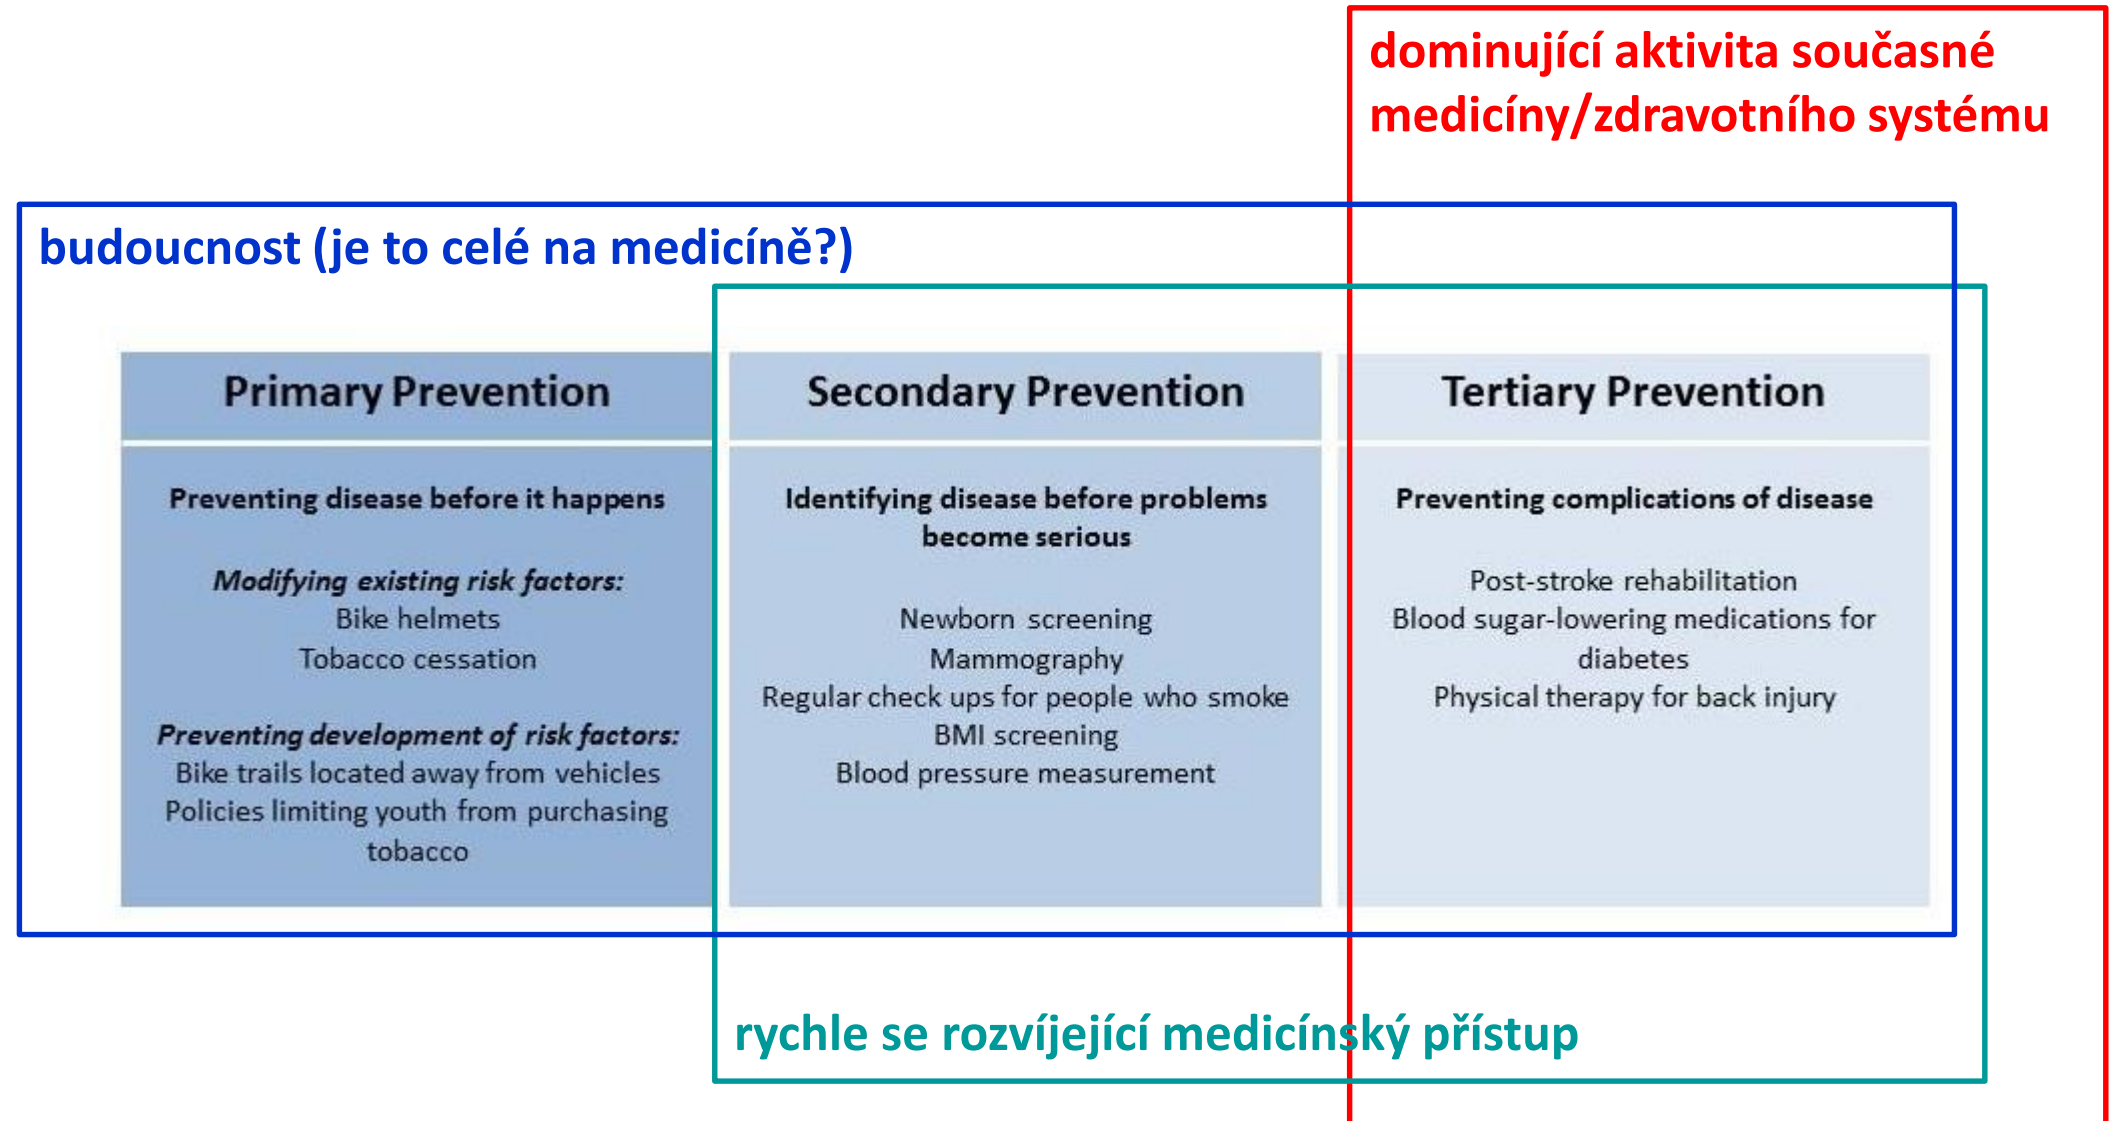 dominující aktivita současné
medicíny/zdravotního systému
budoucnost (je to celé na medicíně?)
Primary Prevention
Preventing disease before it happens
Modifying existing risk factors:
Bike helmets
Tobacco cessation
Preventing development of risk factors:
Bike trails located away from vehicles
Policies limiting youth from purchasing
tobacco
Secondary Prevention
Identifying disease before problems
become serious
Newborn screening
Mammography
Regular check ups for people who smoke
BMI screening
Blood pressure measurement
Tertiary Prevention
Preventing complications of disease
Post-stroke rehabilitation
Blood sugar-lowering medications for
diabetes
Physical therapy for back injury
rychle se rozvíjející medicínský přístup